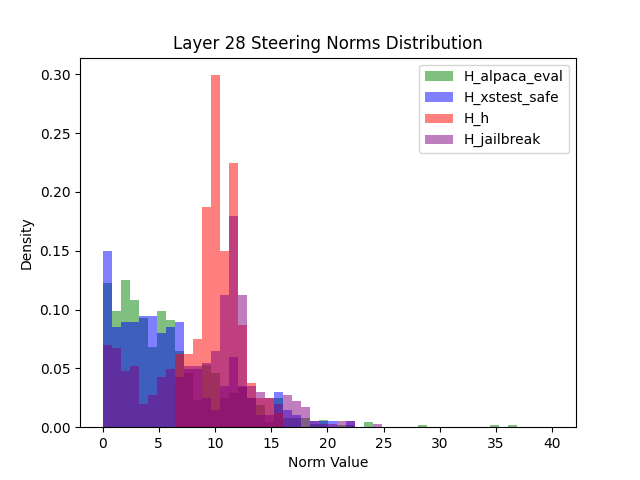 Layer 28 Steering Norms Distribution
H_alpaca_eval
H_xstest_safe
H_h
H_jailbreak
Density
0.30
0.25
0.20
0.15
0.10
0.05
0.00
0 5 10 15 20 25 30 35 40
Norm Value